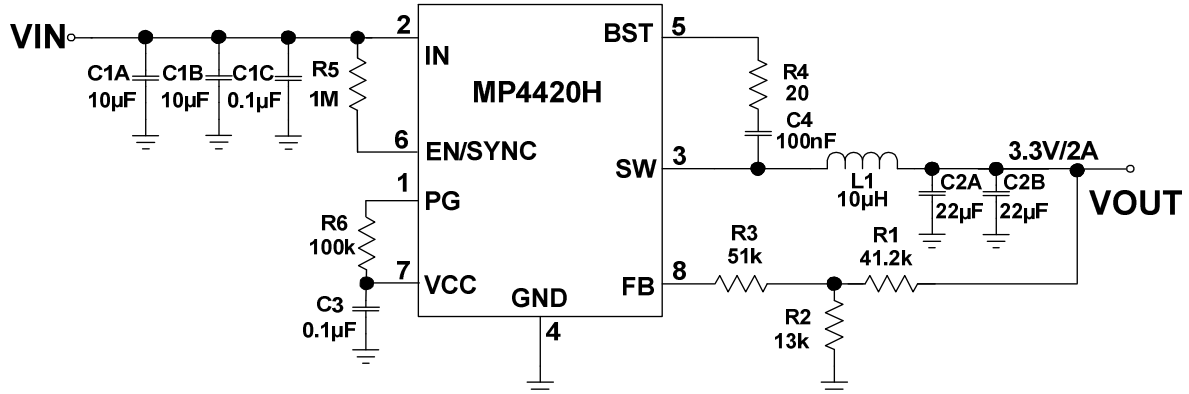 VIN
C1A
10µF
C1B
10µF
C1C
0.1µF
R5
1M
2
IN
6
EN/SYNC
1
PG
R6
100k
7
VCC
C3
0.1µF
MP4420H
GND
4
BST
5
R4
20
C4
100nF
SW
3
L1
10µH
3.3V/2A
C2A
22µF
C2B
22µF
VOUT
FB
8
R3
51k
R1
41.2k
R2
13k